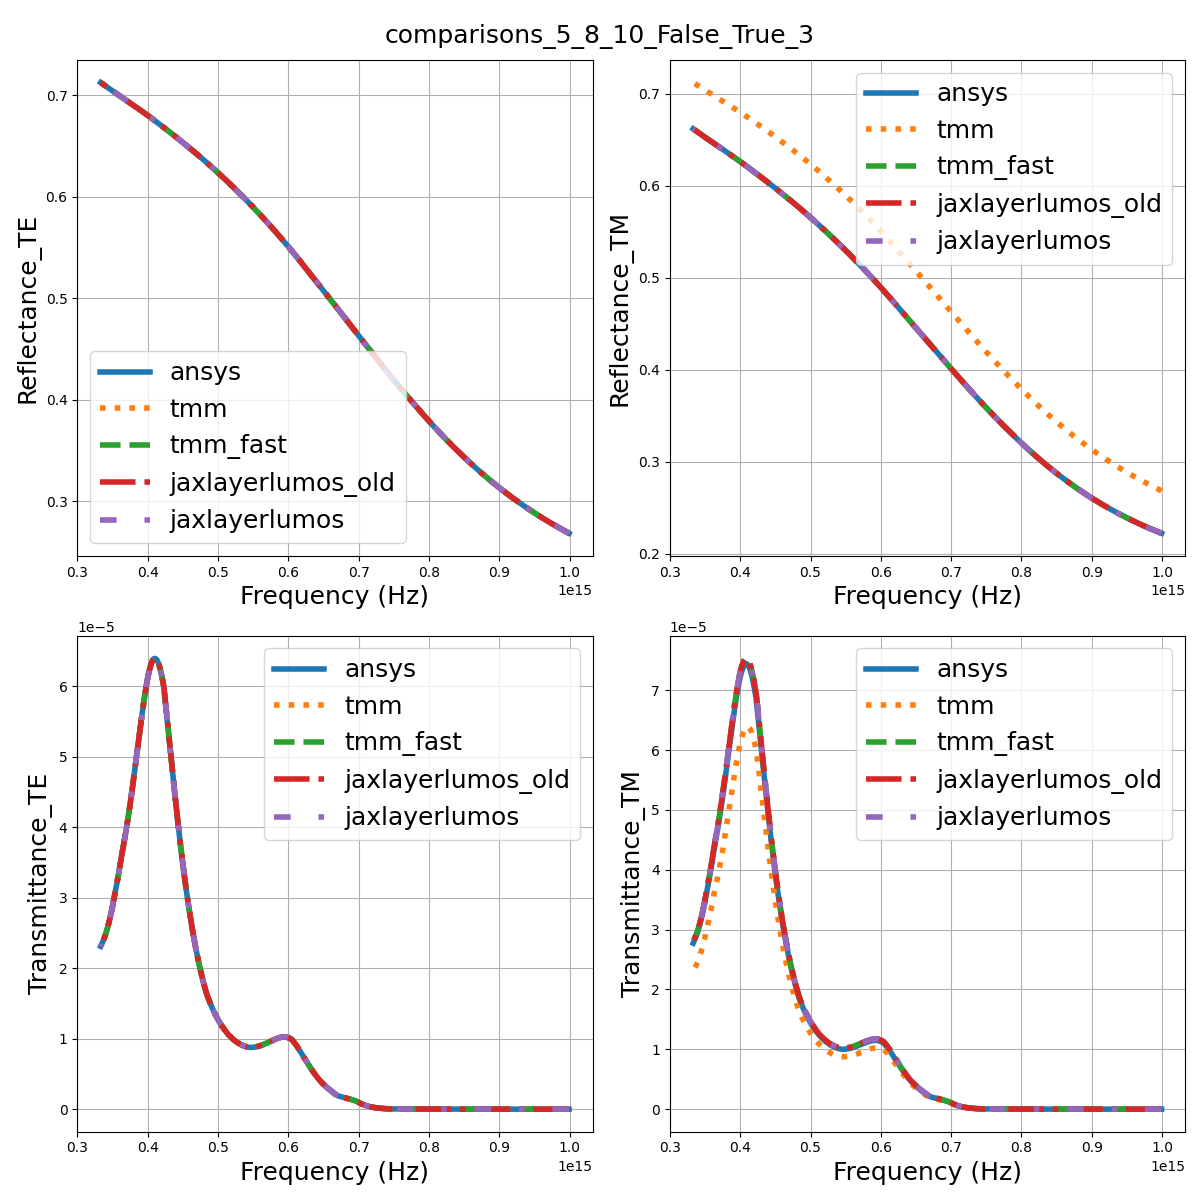 comparisons_5_8_10_False_True_3
Reflectance_TE
0.7
0.6
0.5
0.4
0.3
ansys
tmm
tmm_fast
jaxlayerlumos_old
jaxlayerlumos
0.3 0.4 0.5 0.6 0.7 0.8 0.9 1.0
1e15
Frequency (Hz)
Reflectance_TM
0.7
0.6
0.5
0.4
0.3
0.2
ansys
tmm
tmm_fast
jaxlayerlumos_old
jaxlayerlumos
0.3 0.4 0.5 0.6 0.7 0.8 0.9 1.0
1e15
Frequency (Hz)
1e−5
Transmittance_TE
6
5
4
3
2
1
0
ansys
tmm
tmm_fast
jaxlayerlumos_old
jaxlayerlumos
0.3 0.4 0.5 0.6 0.7 0.8 0.9 1.0
1e15
Frequency (Hz)
1e−5
Transmittance_TM
7
6
5
4
3
2
1
0
ansys
tmm
tmm_fast
jaxlayerlumos_old
jaxlayerlumos
0.3 0.4 0.5 0.6 0.7 0.8 0.9 1.0
1e15
Frequency (Hz)